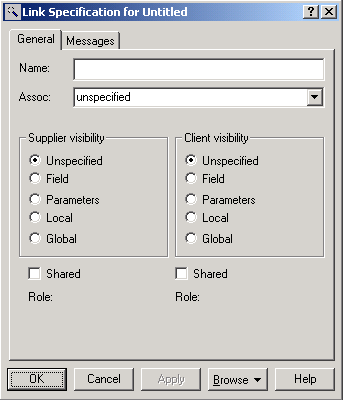 Link Specification for Untitled
General Messages
Name:
Assoc: unspecified
Supplier visibility Client visibility
Unspecified Unspecified
Field Field
Parameters Parameters
Local Local
Global Global
Shared Shared
Role: Role:
OK Cancel Apply Browse Help